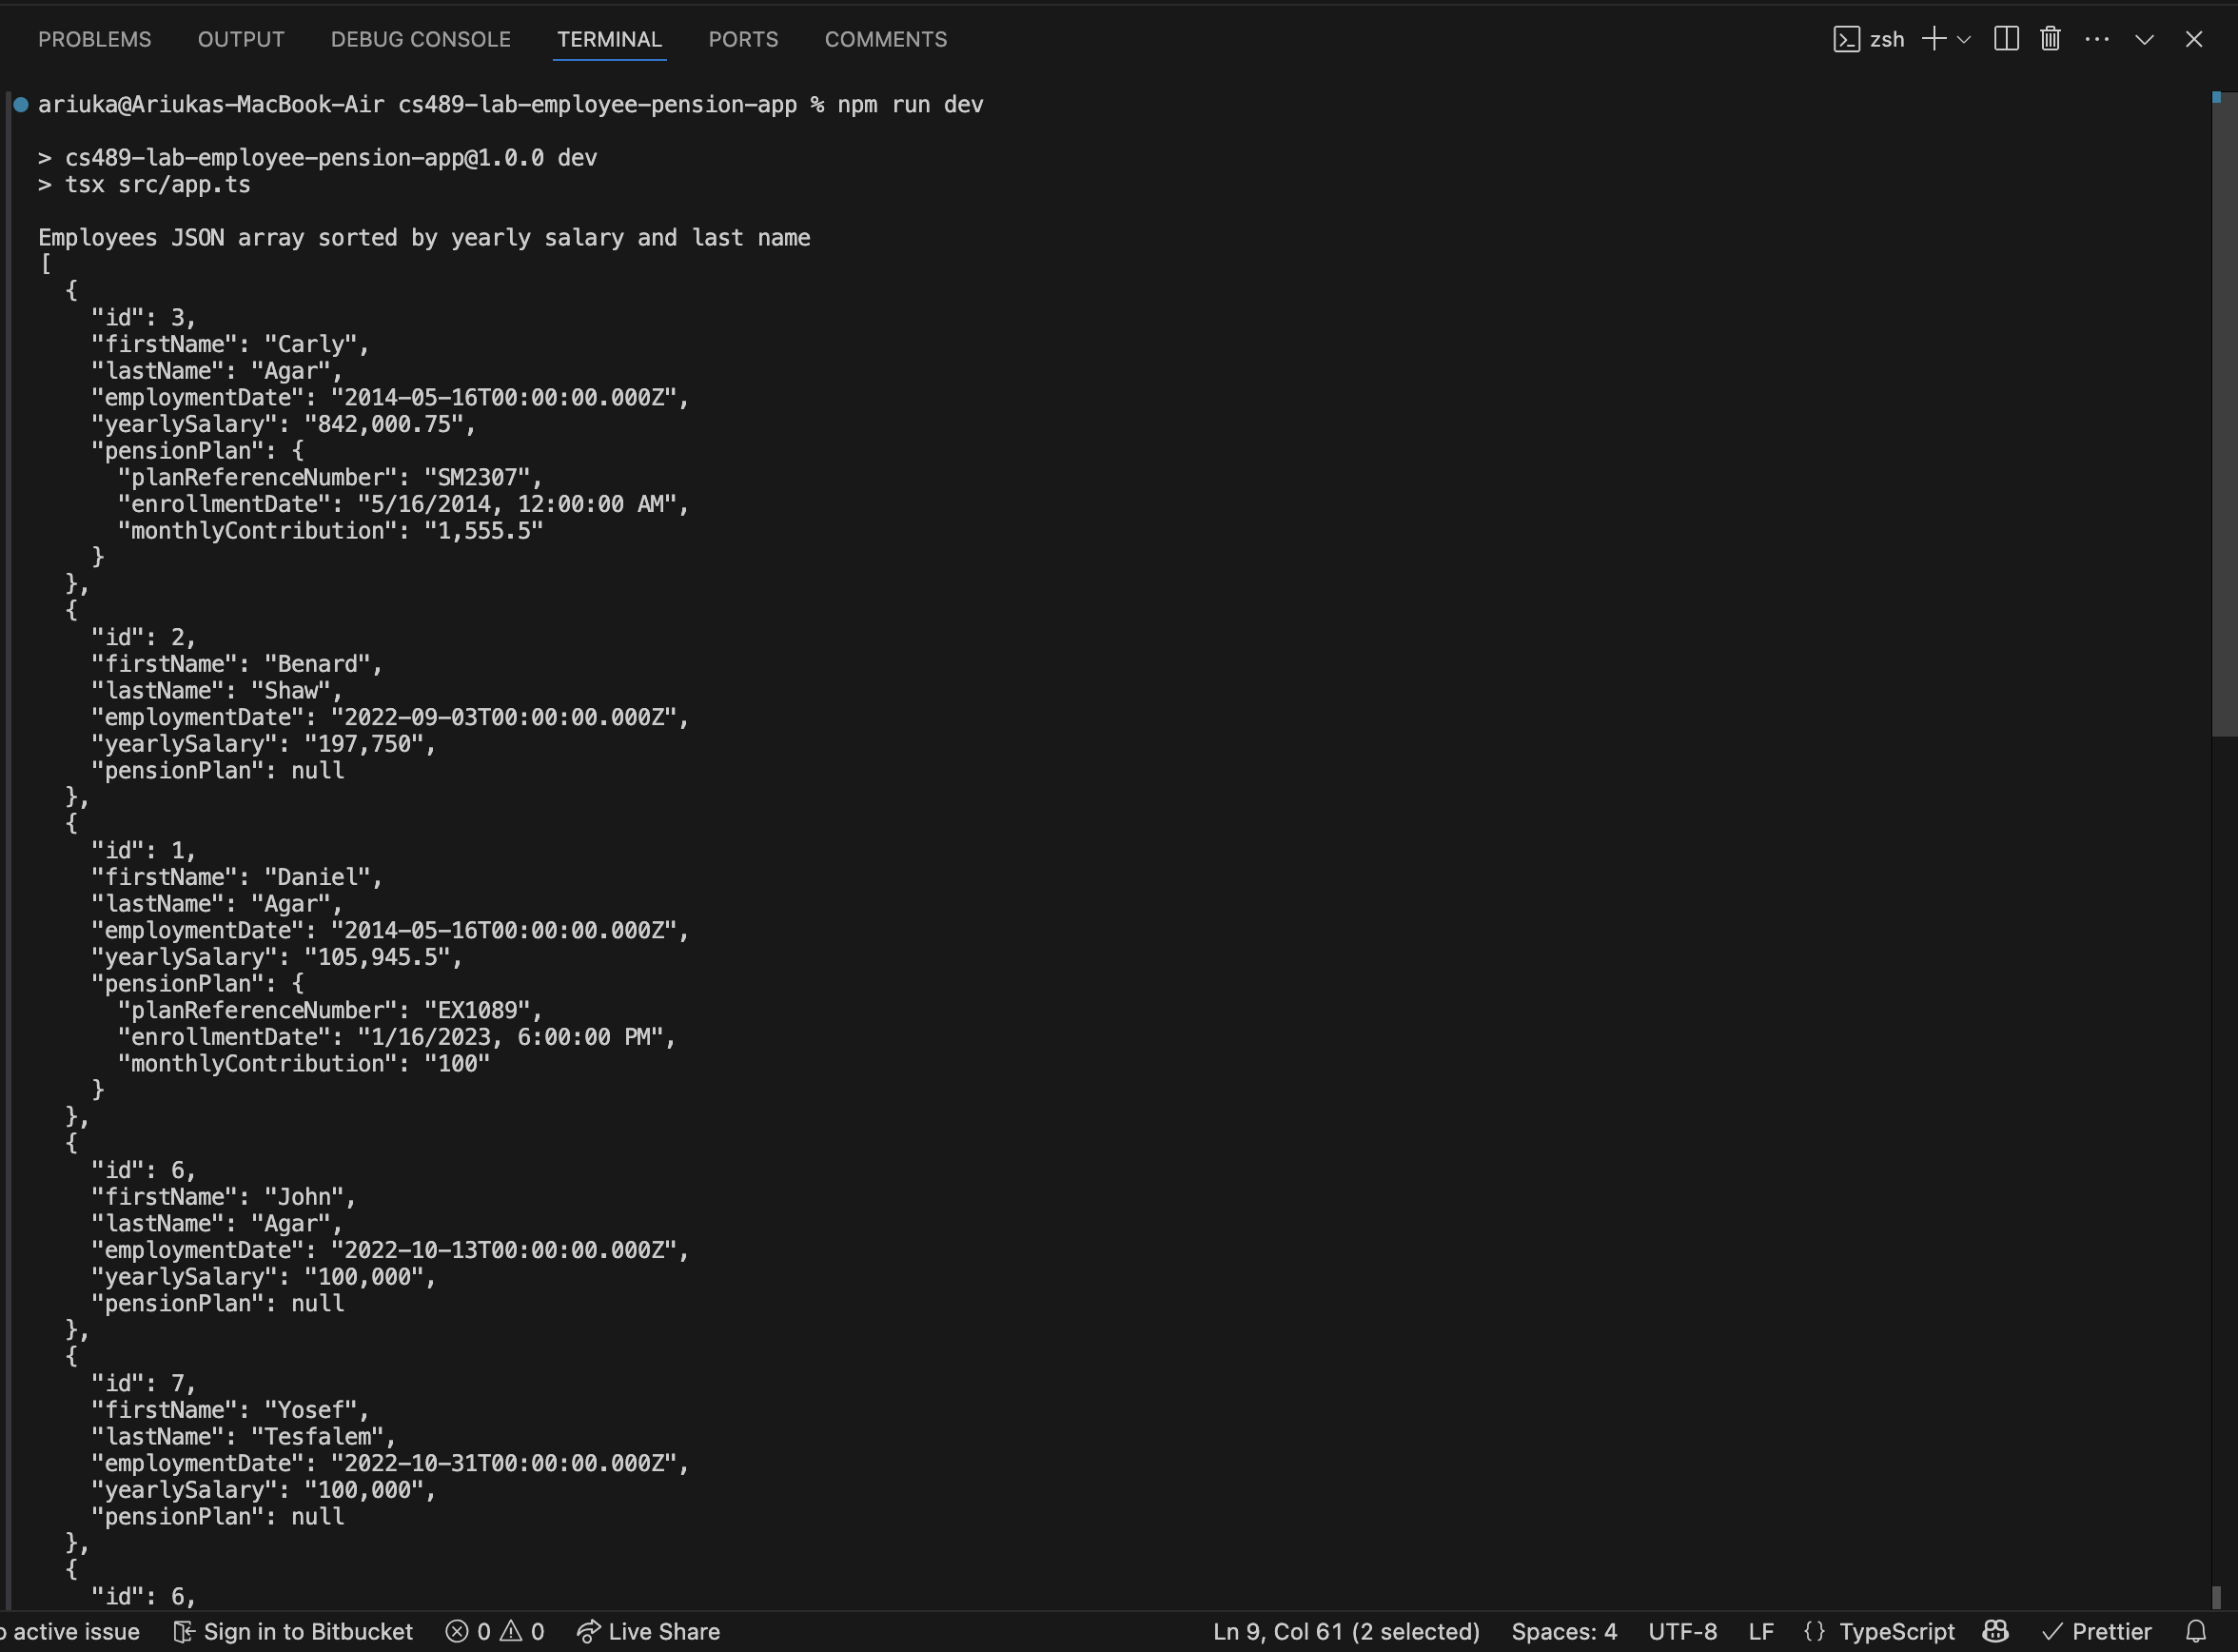 PROBLEMS OUTPUT DEBUG CONSOLE TERMINAL PORTS COMMENTS zsh
ariuka@Ariukas-MacBook-Air cs489-lab-employee-pension-app % npm run dev
> cs489-lab-employee-pension-app@1.0.0 dev
> tsx src/app.ts
Employees JSON array sorted by yearly salary and last name
[
  {
    "id": 3,
    "firstName": "Carly",
    "lastName": "Agar",
    "employmentDate": "2014-05-16T00:00:00.000Z",
    "yearlySalary": "842,000.75",
    "pensionPlan": {
      "planReferenceNumber": "SM2307",
      "enrollmentDate": "5/16/2014, 12:00:00 AM",
      "monthlyContribution": "1,555.5"
    }
  },
  {
    "id": 2,
    "firstName": "Benard",
    "lastName": "Shaw",
    "employmentDate": "2022-09-03T00:00:00.000Z",
    "yearlySalary": "197,750",
    "pensionPlan": null
  },
  {
    "id": 1,
    "firstName": "Daniel",
    "lastName": "Agar",
    "employmentDate": "2014-05-16T00:00:00.000Z",
    "yearlySalary": "105,945.5",
    "pensionPlan": {
      "planReferenceNumber": "EX1089",
      "enrollmentDate": "1/16/2023, 6:00:00 PM",
      "monthlyContribution": "100"
    }
  },
  {
    "id": 6,
    "firstName": "John",
    "lastName": "Agar",
    "employmentDate": "2022-10-13T00:00:00.000Z",
    "yearlySalary": "100,000",
    "pensionPlan": null
  },
  {
    "id": 7,
    "firstName": "Yosef",
    "lastName": "Tesfalem",
    "employmentDate": "2022-10-31T00:00:00.000Z",
    "yearlySalary": "100,000",
    "pensionPlan": null
  },
  {
    "id": 6,
o active issue Sign in to Bitbucket 0 0 Live Share Ln 9, Col 61 (2 selected) Spaces: 4 UTF-8 LF {} TypeScript Prettier